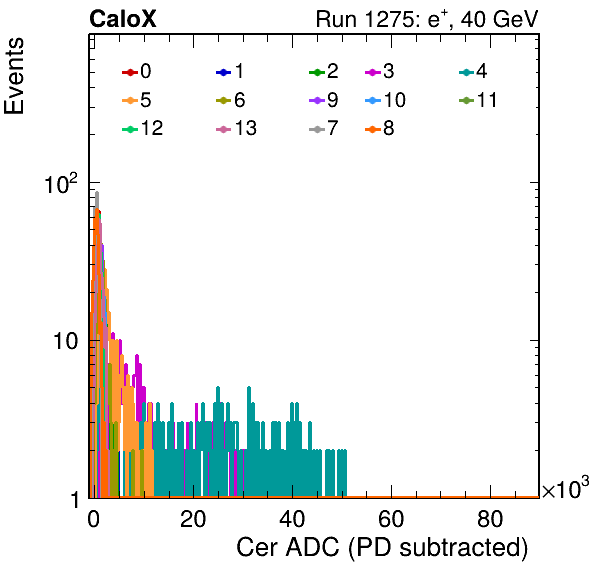 CaloX Run 1275: e+, 40 GeV
Events
0 1 2 3 4
5 6 9 10 11
12 13 7 8
10²
10
1
0 20 40 60 80 ×10³
Cer ADC (PD subtracted)